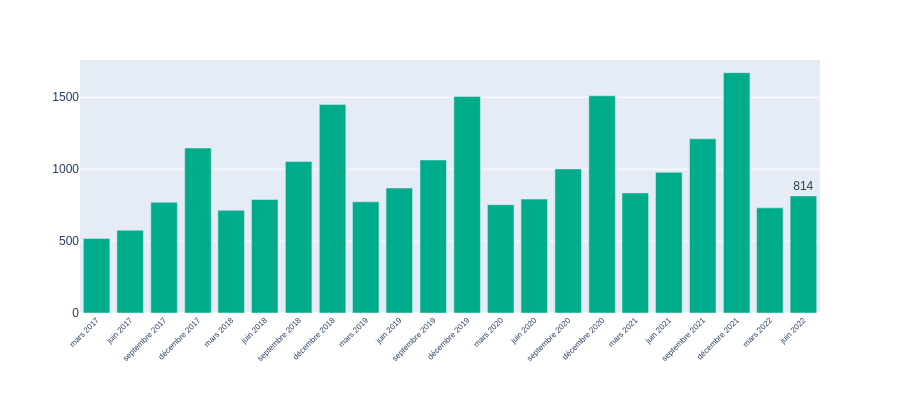 1500
1000
500
0
814
mars 2017
juin 2017
septembre 2017
décembre 2017
mars 2018
juin 2018
septembre 2018
décembre 2018
mars 2019
juin 2019
septembre 2019
décembre 2019
mars 2020
juin 2020
septembre 2020
décembre 2020
mars 2021
juin 2021
septembre 2021
décembre 2021
mars 2022
juin 2022